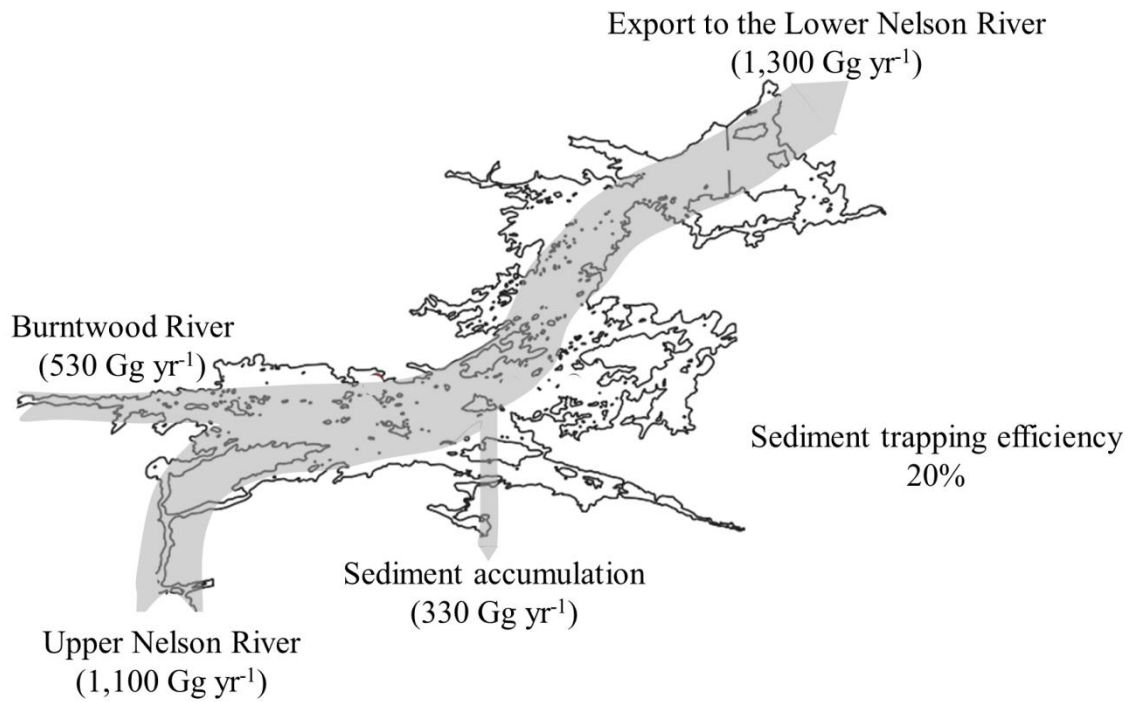 Export to the Lower Nelson River
(1,300 Gg yr⁻¹)
Burntwood River
(530 Gg yr⁻¹)
Sediment trapping efficiency
20%
Sediment accumulation
(330 Gg yr⁻¹)
Upper Nelson River
(1,100 Gg yr⁻¹)